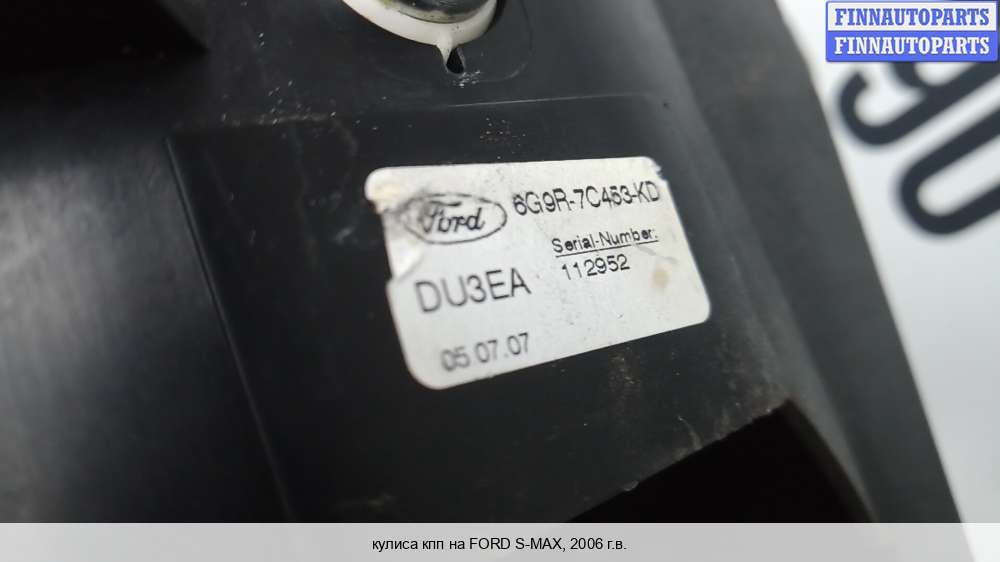 FINNAUTOPARTS
FINNAUTOPARTS
Ford 6G9R-7C453-KD
Serial-Number:
DU3EA 112952
05.07.07
кулиса кпп на FORD S-MAX, 2006 г.в.